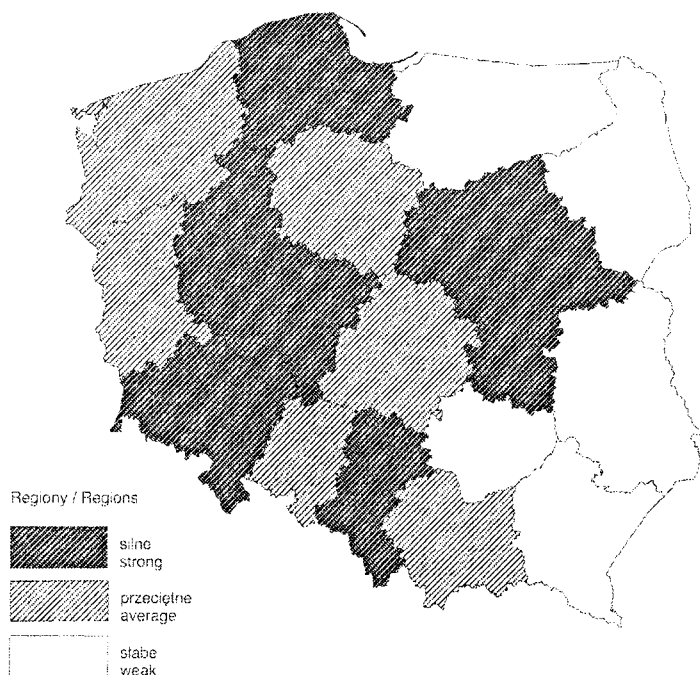 Regiony / Regions
silne
strong
przeciętne
average
słabe
weak